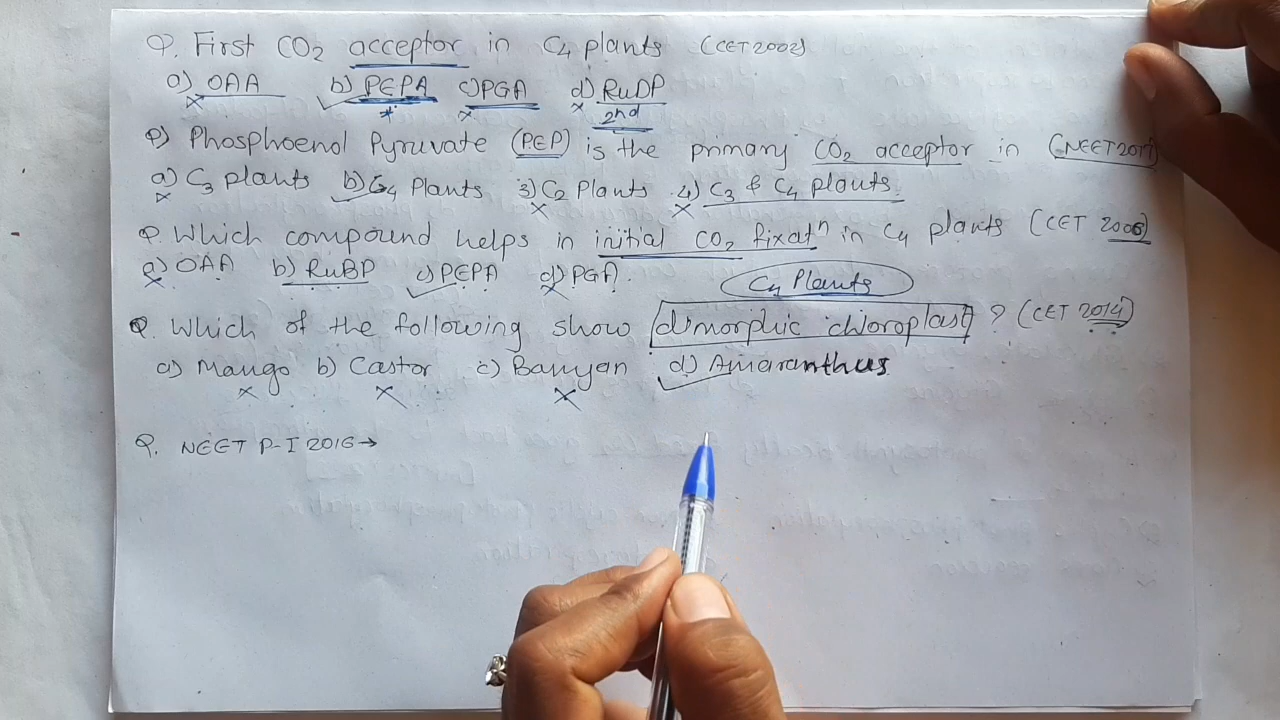 Q. First CO2 acceptor in C4 plants (CET 2002)
a) OAA b) PEPA c) PGA d) RuDP
2nd
Q) Phosphoenol Pyruvate (PEP) is the primary CO2 acceptor in (NEET 2017)
a) C3 plants b) C4 Plants 3) C2 Plants 4) C3 & C4 plants.
Q. Which compound helps in initial CO2 fixatn in C4 plants (CET 2006)
a) OAA b) RuBP c) PEPA d) PGA.
C4 Plants
Q. Which of the following show dimorphic chloroplast ? (CET 2014)
a) Mango b) Castor c) Banyan d) Amaranthus
Q. NEET P-I 2016 →